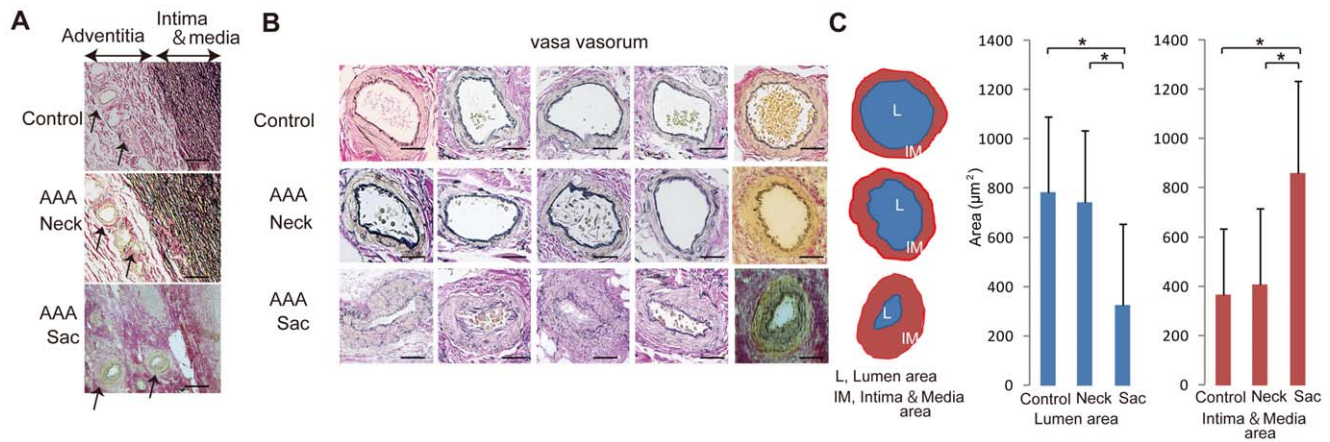 A
Adventitia
Intima
& media
Control
AAA
Neck
AAA
Sac
B
vasa vasorum
Control
AAA
Neck
AAA
Sac
C
L
IM
L
IM
L
IM
L, Lumen area
IM, Intima & Media
area
Area (µm²)
1400
1200
1000
800
600
400
200
0
*
*
Control Neck Sac
Lumen area
1400
1200
1000
800
600
400
200
0
*
*
Control Neck Sac
Intima & Media
area